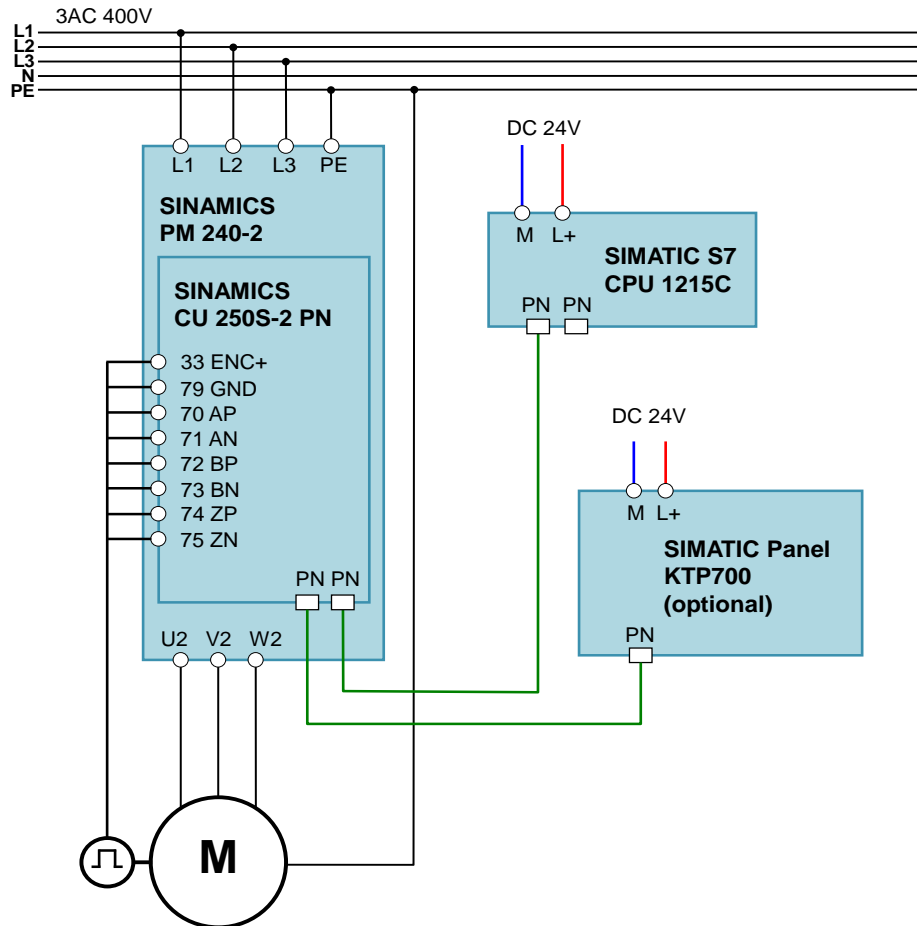 3AC 400V
L1
L2
L3
N
PE
L1 L2 L3 PE
SINAMICS
PM 240-2
SINAMICS
CU 250S-2 PN
33 ENC+
79 GND
70 AP
71 AN
72 BP
73 BN
74 ZP
75 ZN
PN PN
U2 V2 W2
M
DC 24V
M L+
SIMATIC S7
CPU 1215C
PN PN
DC 24V
M L+
SIMATIC Panel
KTP700
(optional)
PN